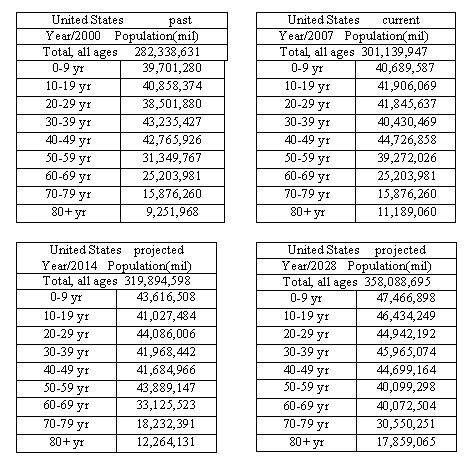 United States past
Year/2000 Population(mil)
Total, all ages 282,338,631
0-9 yr 39,701,280
10-19 yr 40,858,374
20-29 yr 38,501,880
30-39 yr 43,235,427
40-49 yr 42,765,926
50-59 yr 31,349,767
60-69 yr 25,203,981
70-79 yr 15,876,260
80+ yr 9,251,968
United States current
Year/2007 Population(mil)
Total, all ages 301,139,947
0-9 yr 40,689,587
10-19 yr 41,906,069
20-29 yr 41,845,637
30-39 yr 40,430,469
40-49 yr 44,726,858
50-59 yr 39,272,026
60-69 yr 25,203,981
70-79 yr 15,876,260
80+ yr 11,189,060
United States projected
Year/2014 Population(mil)
Total, all ages 319,894,598
0-9 yr 43,616,508
10-19 yr 41,027,484
20-29 yr 44,086,006
30-39 yr 41,968,442
40-49 yr 41,684,966
50-59 yr 43,889,147
60-69 yr 33,125,523
70-79 yr 18,232,391
80+ yr 12,264,131
United States projected
Year/2028 Population(mil)
Total, all ages 358,088,695
0-9 yr 47,466,898
10-19 yr 46,434,249
20-29 yr 44,942,192
30-39 yr 45,965,074
40-49 yr 44,699,164
50-59 yr 40,099,298
60-69 yr 40,072,504
70-79 yr 30,550,251
80+ yr 17,859,065